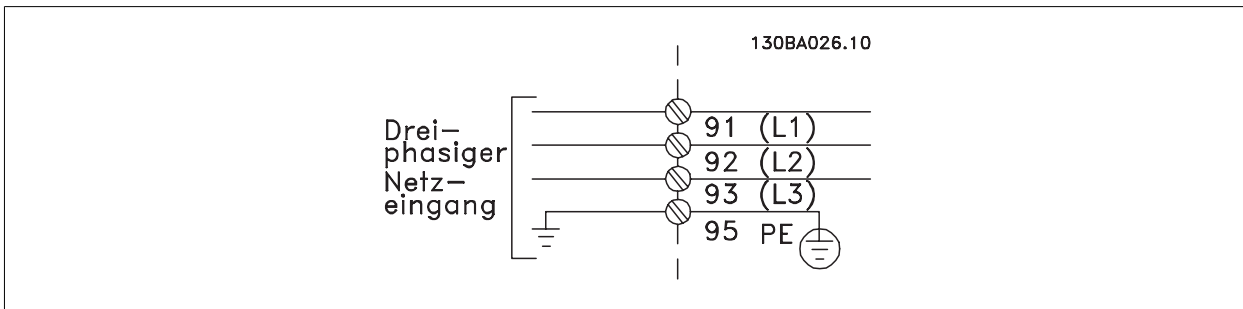 130BA026.10
Drei-
phasiger
Netz-
eingang
91 (L1)
92 (L2)
93 (L3)
95 PE